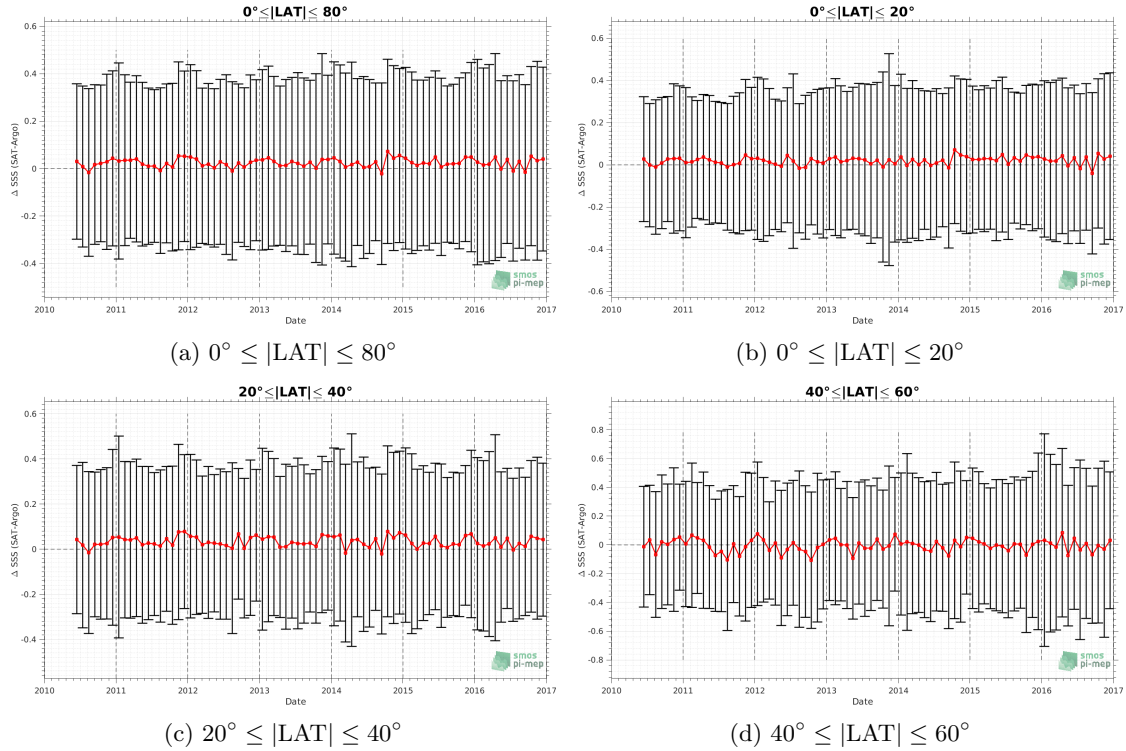 0°≤|LAT|≤ 80°
0.6
0.4
0.2
0
-0.2
-0.4
Δ SSS (SAT-Argo)
2010 2011 2012 2013 2014 2015 2016 2017
Date
smos
pi-mep
(a) 0° ≤ |LAT| ≤ 80°
0°≤|LAT|≤ 20°
0.6
0.4
0.2
0
-0.2
-0.4
-0.6
Δ SSS (SAT-Argo)
2010 2011 2012 2013 2014 2015 2016 2017
Date
smos
pi-mep
(b) 0° ≤ |LAT| ≤ 20°
20°≤|LAT|≤ 40°
0.6
0.4
0.2
0
-0.2
-0.4
Δ SSS (SAT-Argo)
2010 2011 2012 2013 2014 2015 2016 2017
Date
smos
pi-mep
(c) 20° ≤ |LAT| ≤ 40°
40°≤|LAT|≤ 60°
0.8
0.6
0.4
0.2
0
-0.2
-0.4
-0.6
-0.8
Δ SSS (SAT-Argo)
2010 2011 2012 2013 2014 2015 2016 2017
Date
smos
pi-mep
(d) 40° ≤ |LAT| ≤ 60°